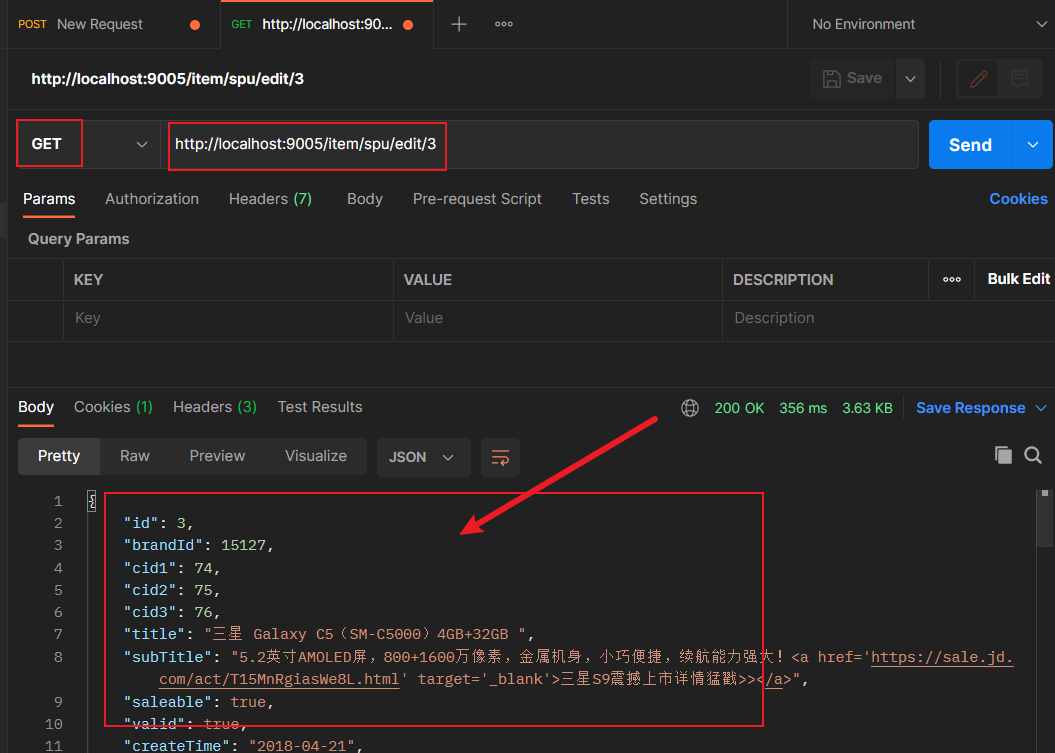 POST New Request
GET http://localhost:90...
No Environment
http://localhost:9005/item/spu/edit/3
Save
GET
http://localhost:9005/item/spu/edit/3
Send
Params Authorization Headers (7) Body Pre-request Script Tests Settings Cookies
Query Params
KEY VALUE DESCRIPTION Bulk Edit
Key Value Description
Body Cookies (1) Headers (3) Test Results 200 OK 356 ms 3.63 KB Save Response
Pretty Raw Preview Visualize JSON
1 {
2 "id": 3,
3 "brandId": 15127,
4 "cid1": 74,
5 "cid2": 75,
6 "cid3": 76,
7 "title": "三星 Galaxy C5（SM-C5000）4GB+32GB ",
8 "subTitle": "5.2英寸AMOLED屏，800+1600万像素，金属机身，小巧便捷，续航能力强大！<a href='https://sale.jd.
com/act/T15MnRgiasWe8L.html' target='_blank'>三星S9震撼上市详情猛戳>></a>",
9 "saleable": true,
10 "valid": true,
11 "createTime": "2018-04-21",